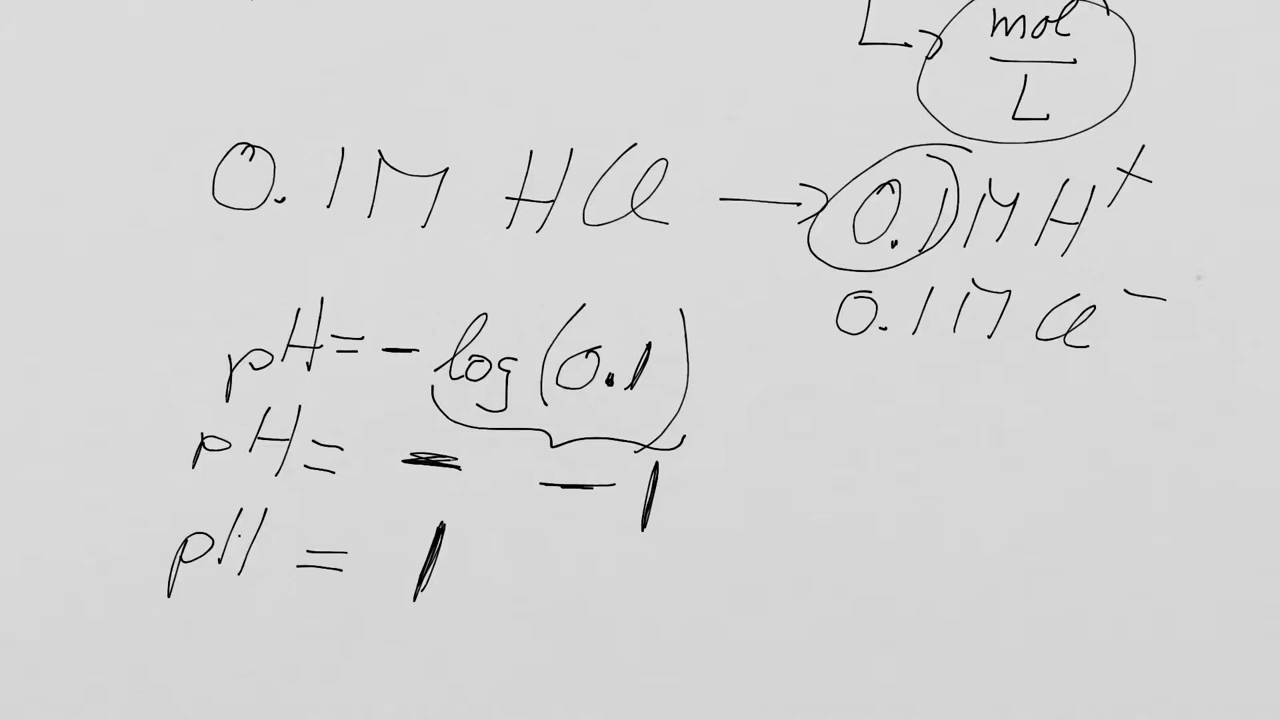 mol
L
0.1M HCl → 0.1M H⁺
0.1M Cl⁻
pH = - log(0.1)
pH = - -1
pH = 1